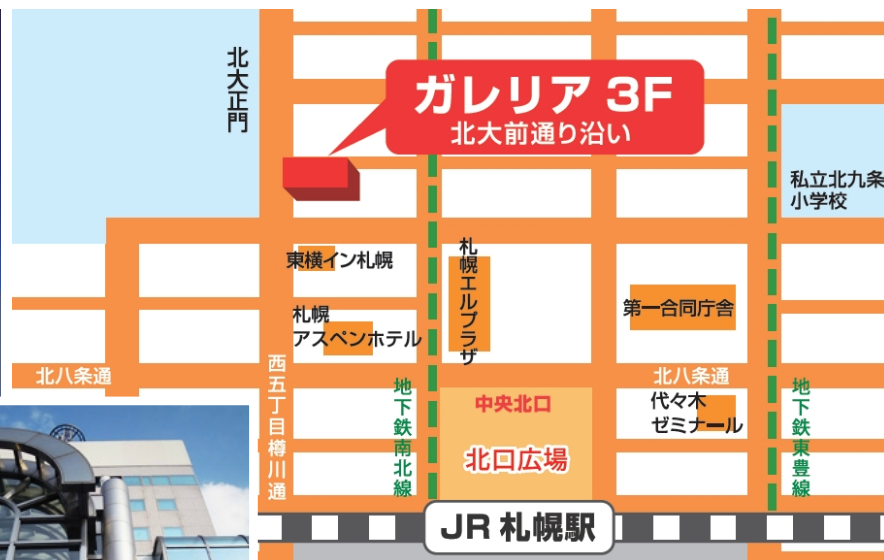 北大正門
ガレリア 3F
北大前通り沿い
私立北九条
小学校
東横イン札幌
札幌エルプラザ
札幌
アスペンホテル
第一合同庁舎
北八条通
西五丁目樽川通
地下鉄南北線
中央北口
北口広場
北八条通
代々木
ゼミナール
地下鉄東豊線
JR 札幌駅